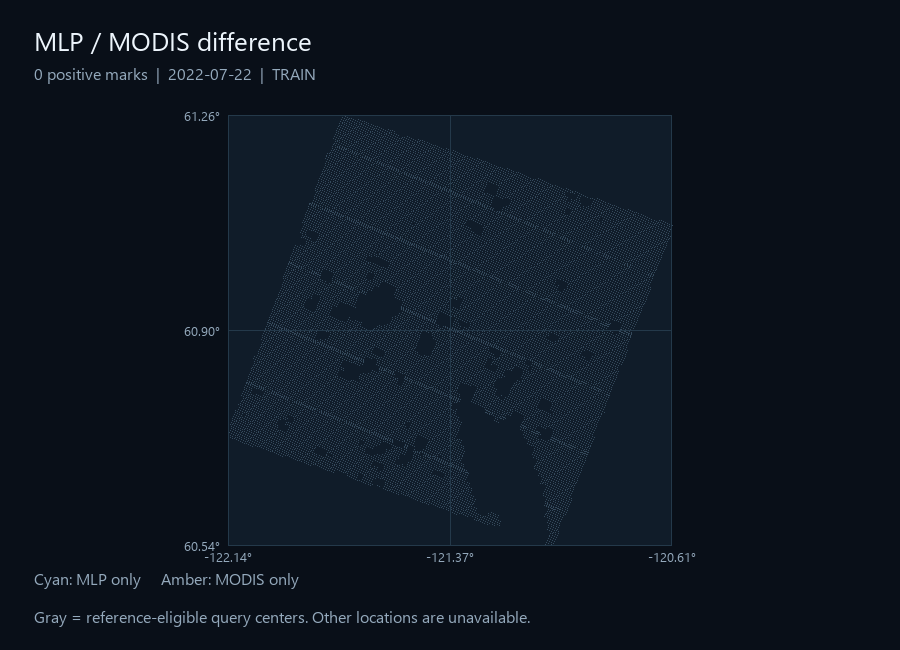 MLP / MODIS difference
0 positive marks | 2022-07-22 | TRAIN
61.26°
60.90°
60.54°
-122.14° -121.37° -120.61°
Cyan: MLP only Amber: MODIS only
Gray = reference-eligible query centers. Other locations are unavailable.